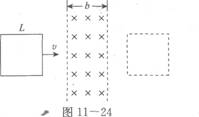 b
L
v
× × ×
× × ×
× × ×
× × ×
× × ×
图 11-24